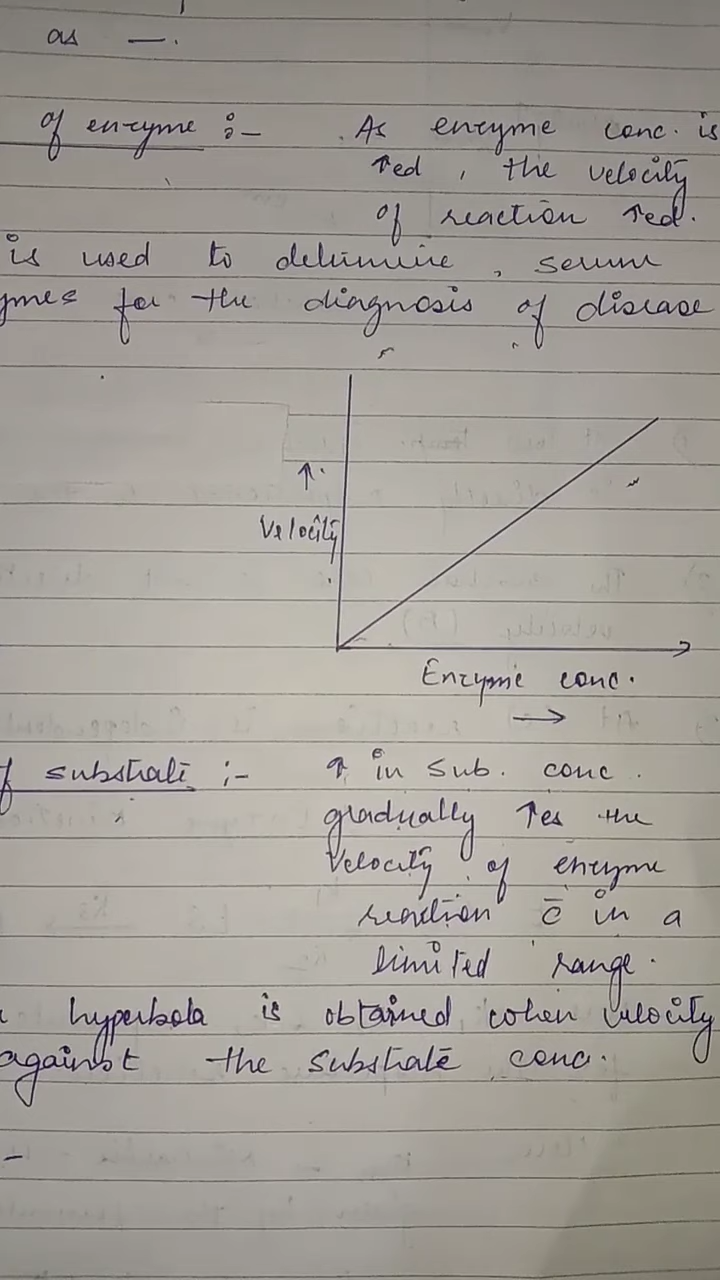 as —.
of enzyme :- As enzyme conc. is
↑ed, the velocity
of reaction ↑ed.
is used to determine, serum
ymes for the diagnosis of disease
↑
Velocity
Enzyme conc.
→
f substrate :- ↑ in sub. conc.
gradually ↑es the
velocity of enzyme
reaction c̄ in a
limited range.
hyperbola is obtained when velocity
against the substrate conc.
-